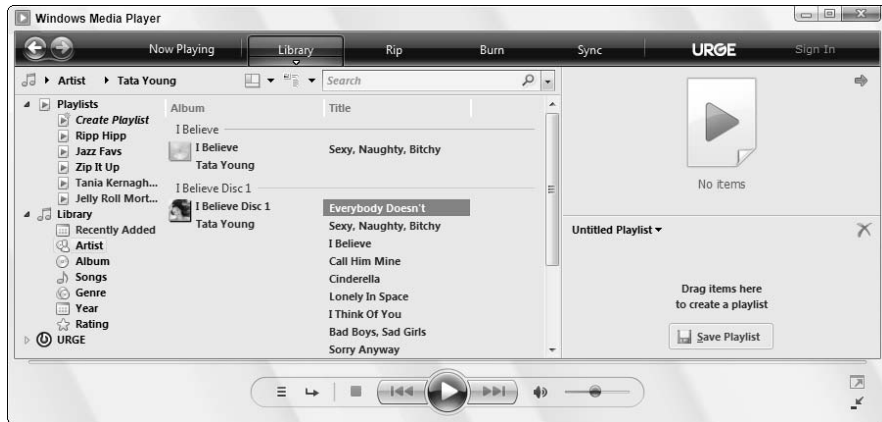 Windows Media Player
Now Playing Library Rip Burn Sync URGE Sign In
Artist Tata Young Search
Playlists
Create Playlist
Ripp Hipp
Jazz Favs
Zip It Up
Tania Kernagh...
Jelly Roll Mort...
Library
Recently Added
Artist
Album
Songs
Genre
Year
Rating
URGE
Album Title
I Believe
I Believe Sexy, Naughty, Bitchy
Tata Young
I Believe Disc 1
I Believe Disc 1 Everybody Doesn't
Tata Young Sexy, Naughty, Bitchy
I Believe
Call Him Mine
Cinderella
Lonely In Space
I Think Of You
Bad Boys, Sad Girls
Sorry Anyway
No items
Untitled Playlist
Drag items here
to create a playlist
Save Playlist